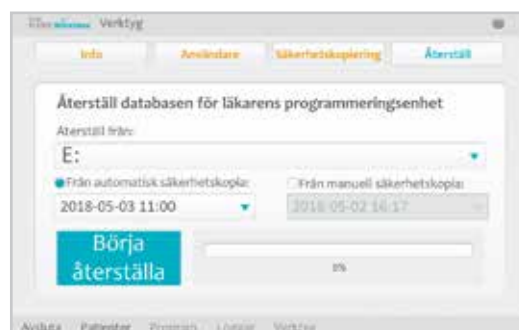 Verktyg
Info Användare Säkerhetskopiering Återställ
Återställ databasen för läkarens programmeringsenhet
Återställ från:
E:
Från automatisk säkerhetskopia: Från manuell säkerhetskopia:
2018-05-03 11:00 2018-05-02 16:17
Börja
återställa
0%
Avsluta Patienter Program Loggar Verktyg